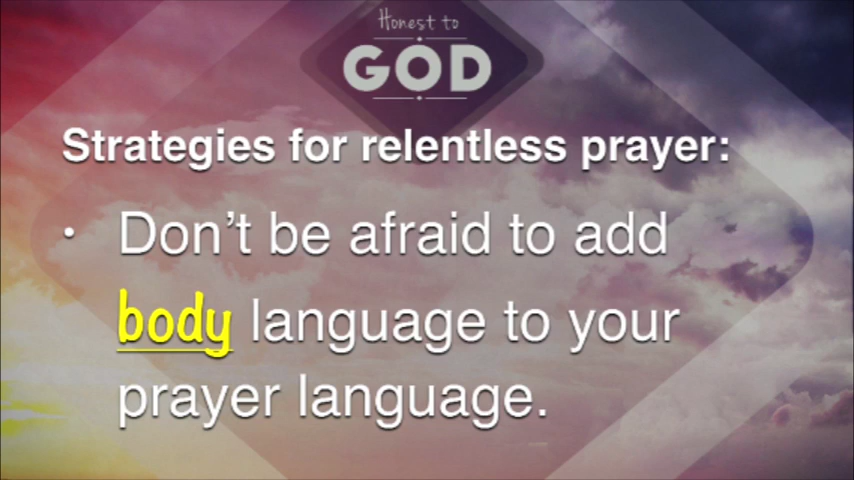 Honest to
GOD
Strategies for relentless prayer:
• Don't be afraid to add
body language to your
prayer language.